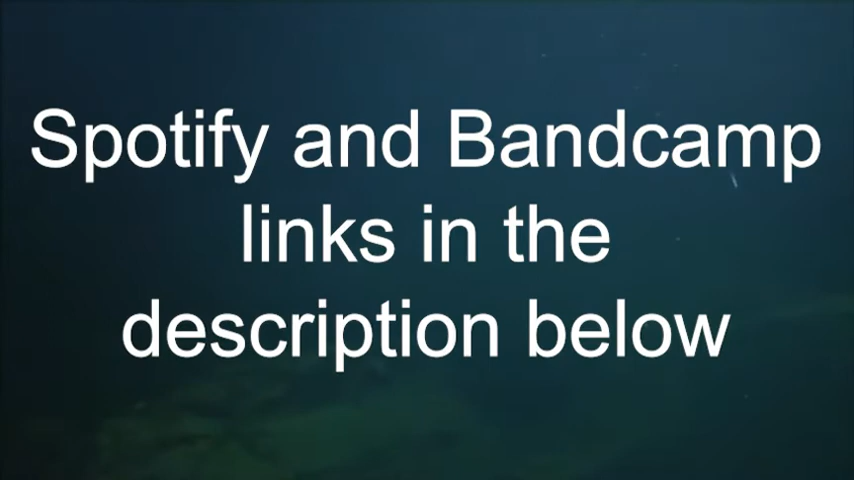 Spotify and Bandcamp
links in the
description below